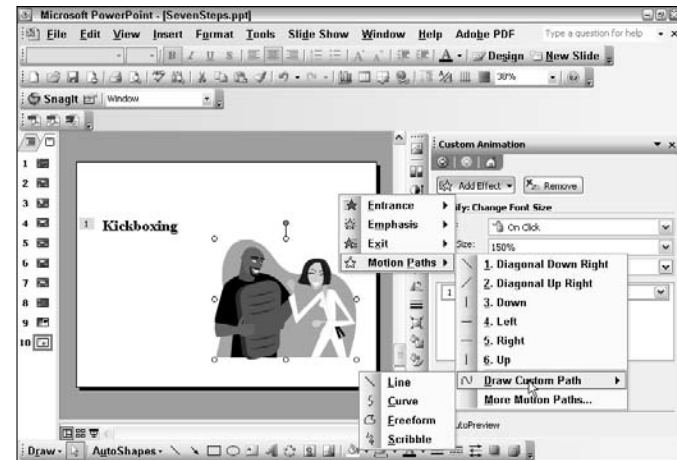 Microsoft PowerPoint - [SevenSteps.ppt]
File Edit View Insert Format Tools Slide Show Window Help Adobe PDF Type a question for help
B I U S A Design New Slide
38%
SnagIt Window
Custom Animation
1
2
3
4
5
6
7
8
9
10
Add Effect Remove
Modify: Change Font Size
On Click
Size: 150%
1 Kickboxing
Entrance
Emphasis
Exit
Motion Paths
1. Diagonal Down Right
2. Diagonal Up Right
3. Down
4. Left
5. Right
6. Up
Draw Custom Path
More Motion Paths...
Line
Curve
Freeform
Scribble
AutoPreview
Draw AutoShapes